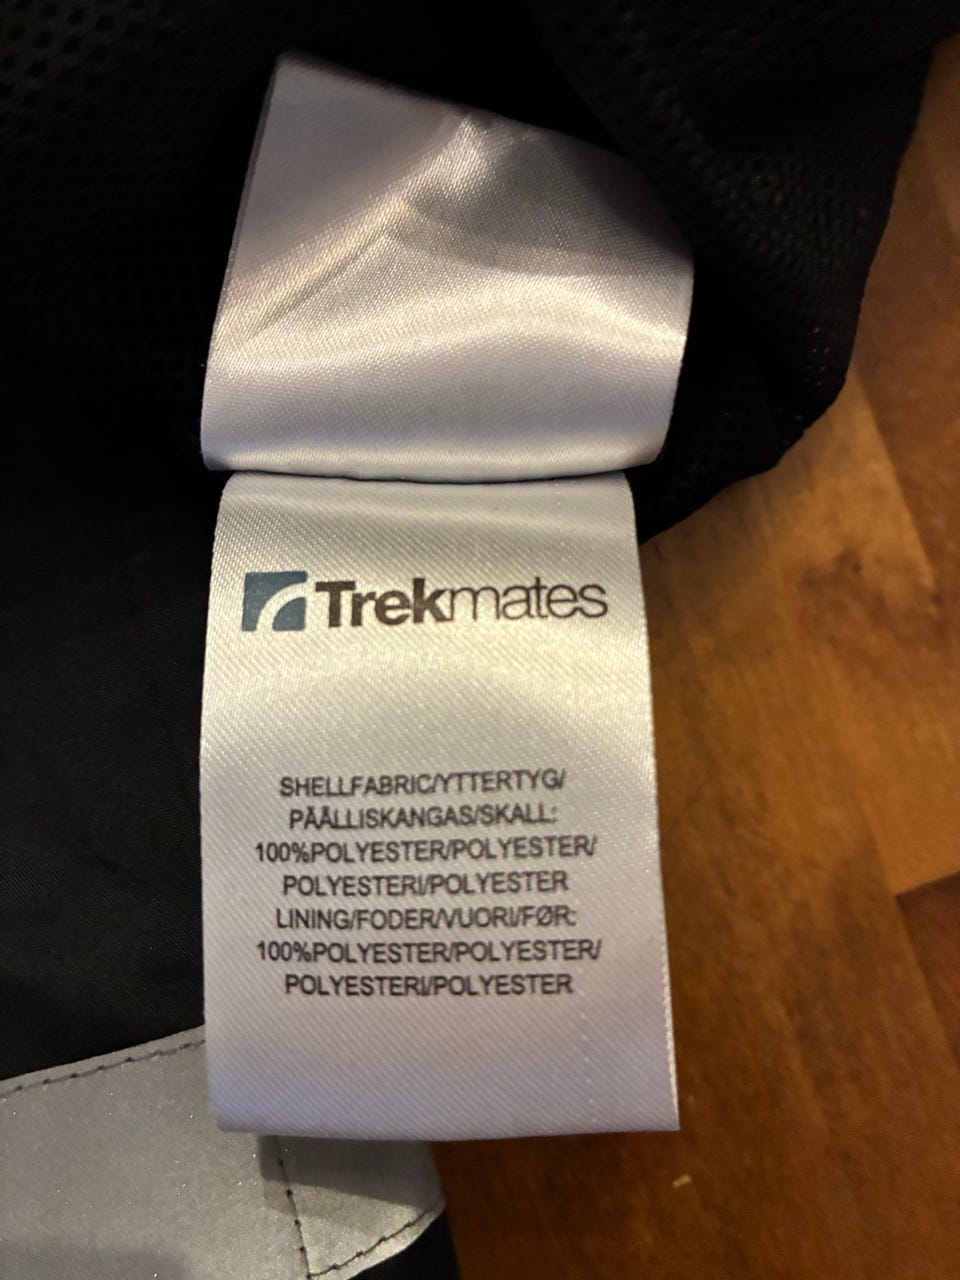 Trekmates
SHELLFABRIC/YTTERTYG/
PÄÄLLISKANGAS/SKALL:
100%POLYESTER/POLYESTER/
POLYESTERI/POLYESTER
LINING/FODER/VUORI/FØR:
100%POLYESTER/POLYESTER/
POLYESTERI/POLYESTER